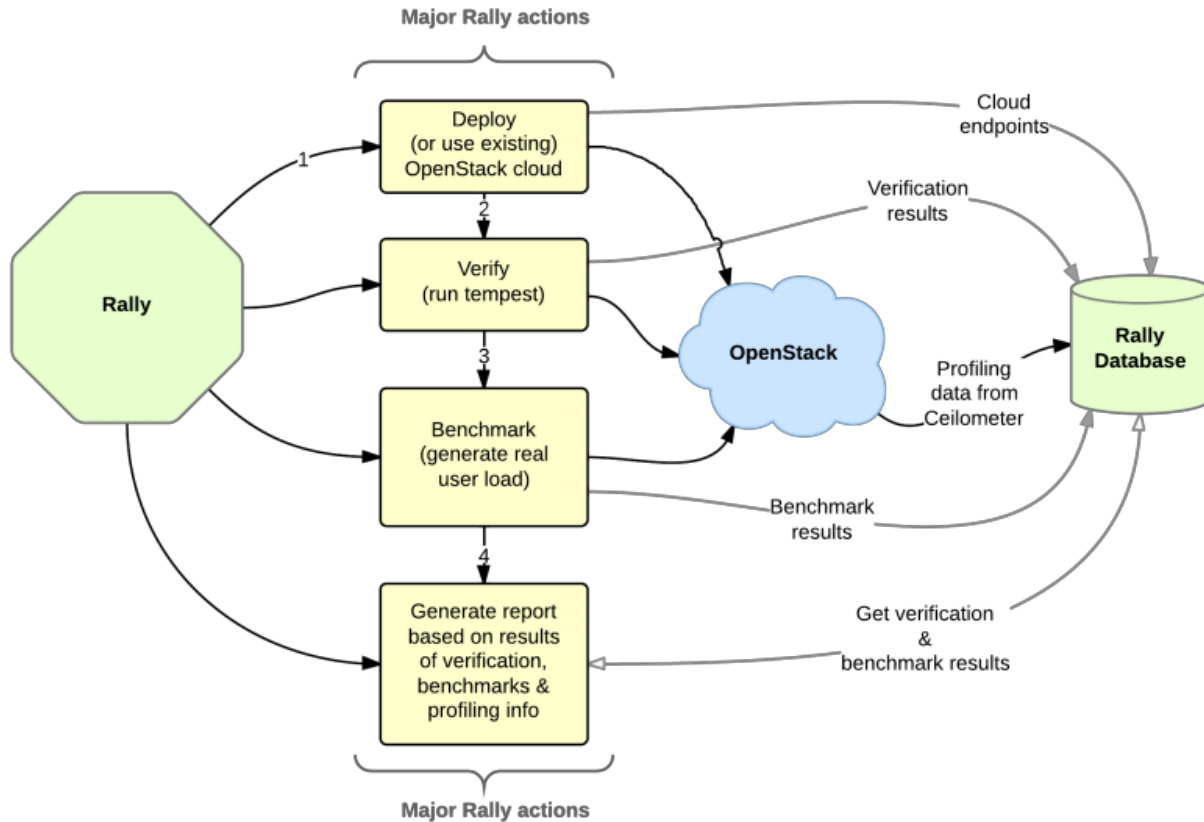 Major Rally actions
Deploy
(or use existing)
OpenStack cloud
Cloud
endpoints
1
2
Verification
results
Verify
(run tempest)
Rally
OpenStack
Rally
Database
3
Profiling
data from
Ceilometer
Benchmark
(generate real
user load)
Benchmark
results
4
Generate report
based on results
of verification,
benchmarks &
profiling info
Get verification
&
benchmark results
Major Rally actions